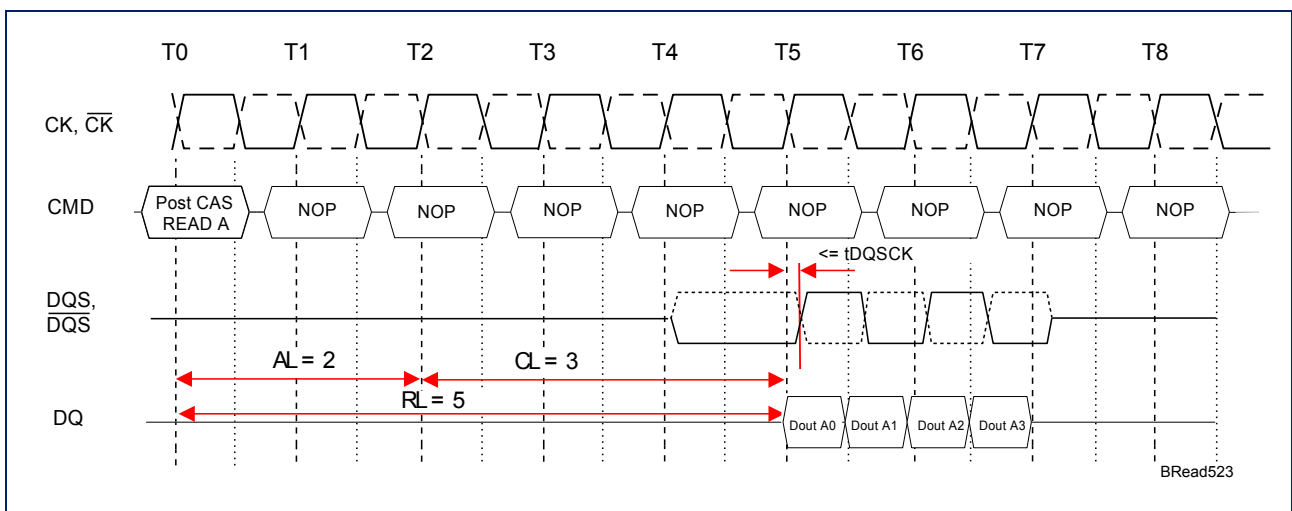 T0 T1 T2 T3 T4 T5 T6 T7 T8
CK, C̅K̅
CMD
Post CAS
READ A
NOP NOP NOP NOP NOP NOP NOP NOP
<= tDQSCK
DQS,
D̅Q̅S̅
AL = 2
CL = 3
RL = 5
DQ
Dout A0 Dout A1 Dout A2 Dout A3
BRead523